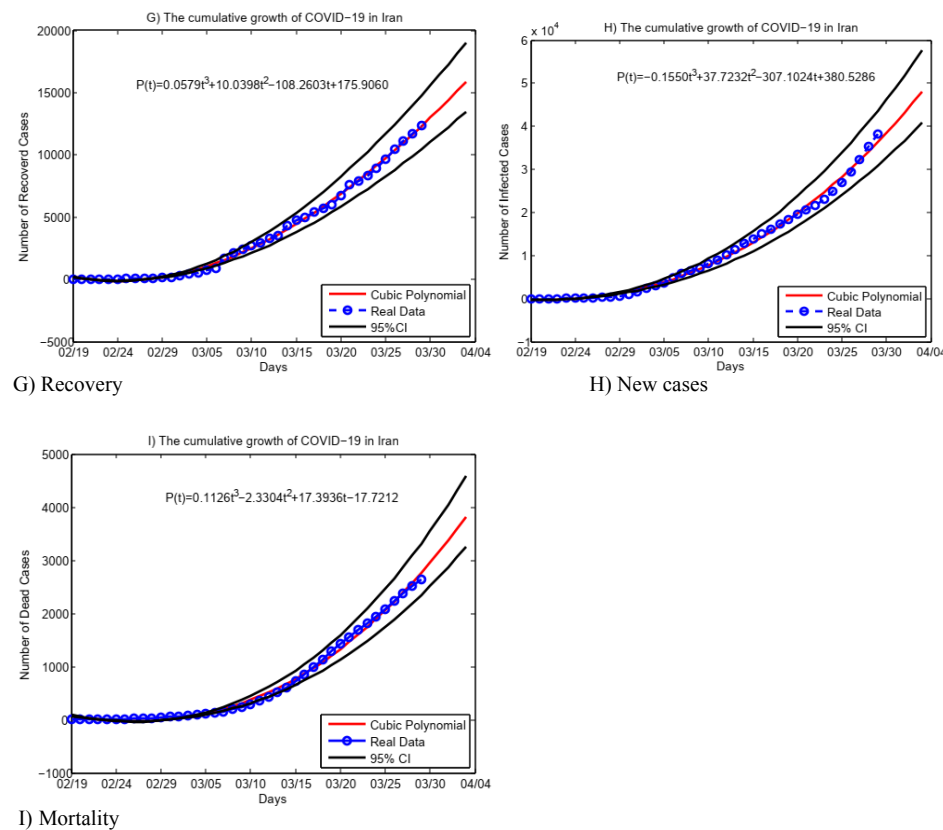 G) The cumulative growth of COVID−19 in Iran
20000
15000
10000
5000
0
−5000
Number of Recoverd Cases
P(t)=0.0579t³+10.0398t²−108.2603t+175.9060
Cubic Polynomial
Real Data
95%CI
02/19 02/24 02/29 03/05 03/10 03/15 03/20 03/25 03/30 04/04
Days
G) Recovery
H) The cumulative growth of COVID−19 in Iran
x 10⁴
6
5
4
3
2
1
0
−1
Number of Infected Cases
P(t)=−0.1550t³+37.7232t²−307.1024t+380.5286
Cubic Polynomial
Real Data
95% CI
02/19 02/24 02/29 03/05 03/10 03/15 03/20 03/25 03/30 04/04
Days
H) New cases
I) The cumulative growth of COVID−19 in Iran
5000
4000
3000
2000
1000
0
−1000
Number of Dead Cases
P(t)=0.1126t³−2.3304t²+17.3936t−17.7212
Cubic Polynomial
Real Data
95% CI
02/19 02/24 02/29 03/05 03/10 03/15 03/20 03/25 03/30 04/04
Days
I) Mortality